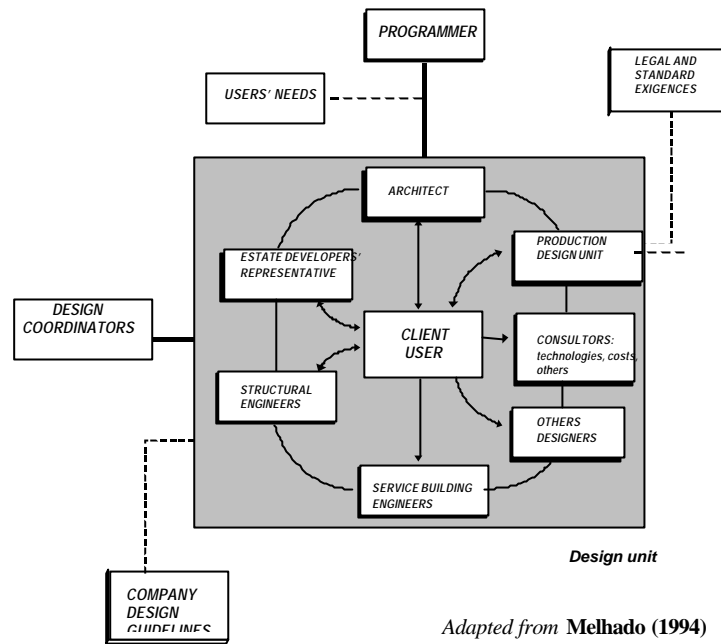 PROGRAMMER
LEGAL AND
STANDARD
EXIGENCES
USERS' NEEDS
ARCHITECT
ESTATE DEVELOPERS'
REPRESENTATIVE
PRODUCTION
DESIGN UNIT
DESIGN
COORDINATORS
CLIENT
USER
CONSULTORS:
technologies, costs,
others
STRUCTURAL
ENGINEERS
OTHERS
DESIGNERS
SERVICE BUILDING
ENGINEERS
Design unit
COMPANY
DESIGN
GUIDELINES
Adapted from Melhado (1994)